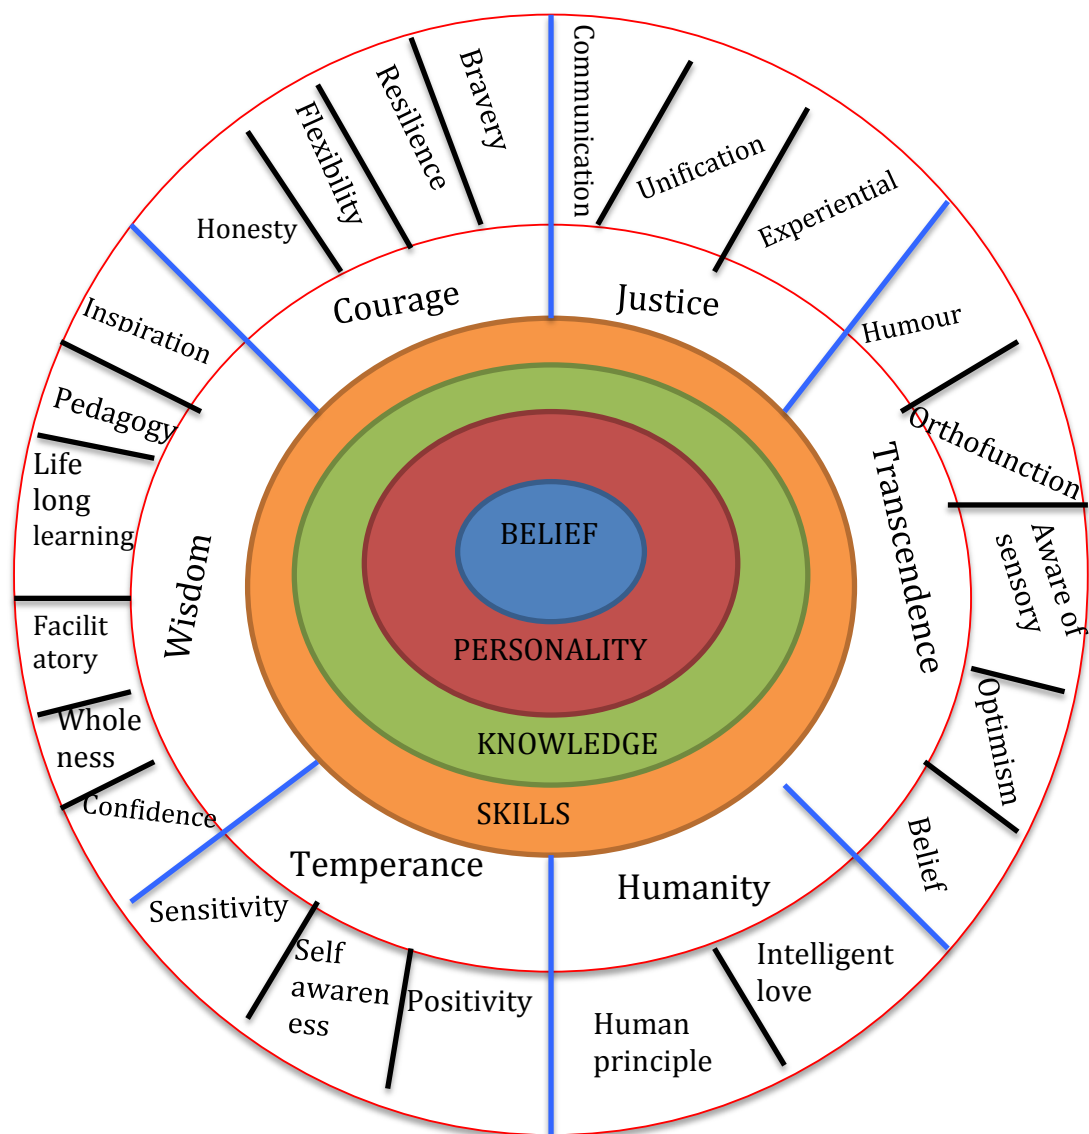 Communication
Unification
Experiential
Humour
Orthofunction
Aware of
sensory
Optimism
Belief
Intelligent
love
Human
principle
Positivity
Self
awaren
ess
Sensitivity
Confidence
Whole
ness
Facilit
atory
Life
long
learning
Pedagogy
Inspiration
Honesty
Flexibility
Resilience
Bravery
Courage
Justice
Transcendence
Humanity
Temperance
Wisdom
BELIEF
PERSONALITY
KNOWLEDGE
SKILLS